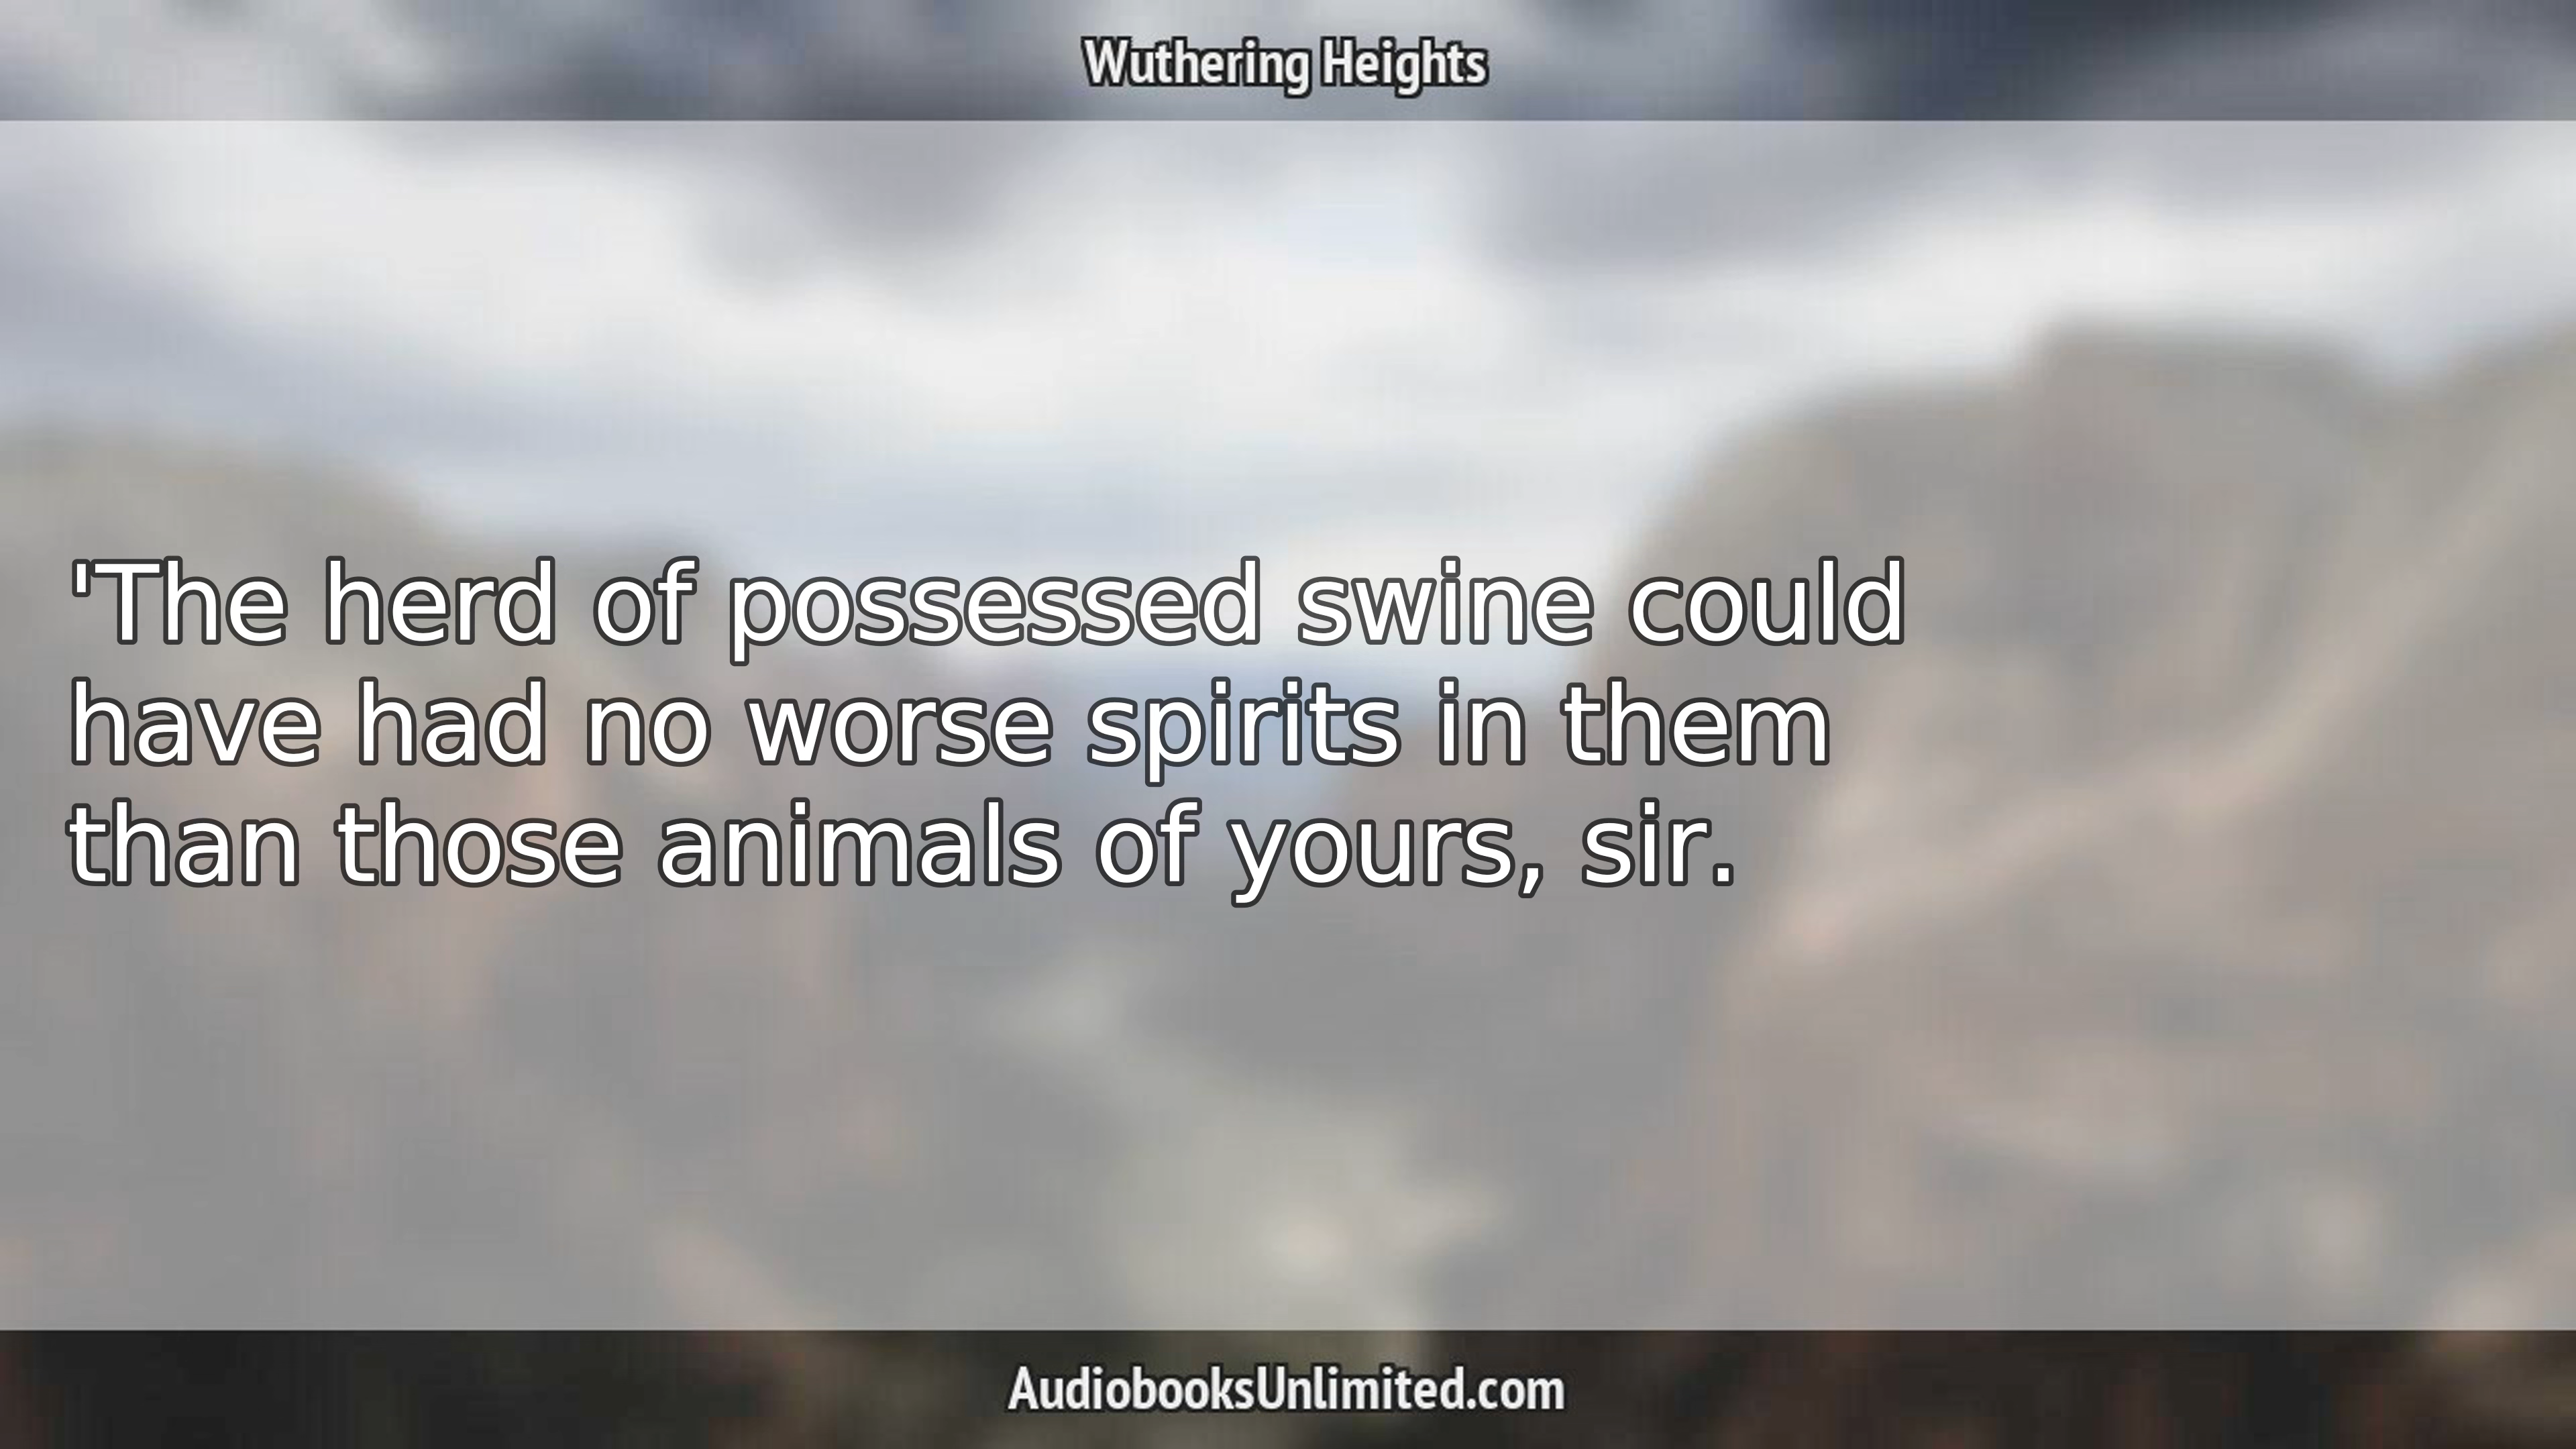 Wuthering Heights
'The herd of possessed swine could
have had no worse spirits in them
than those animals of yours, sir.
AudiobooksUnlimited.com